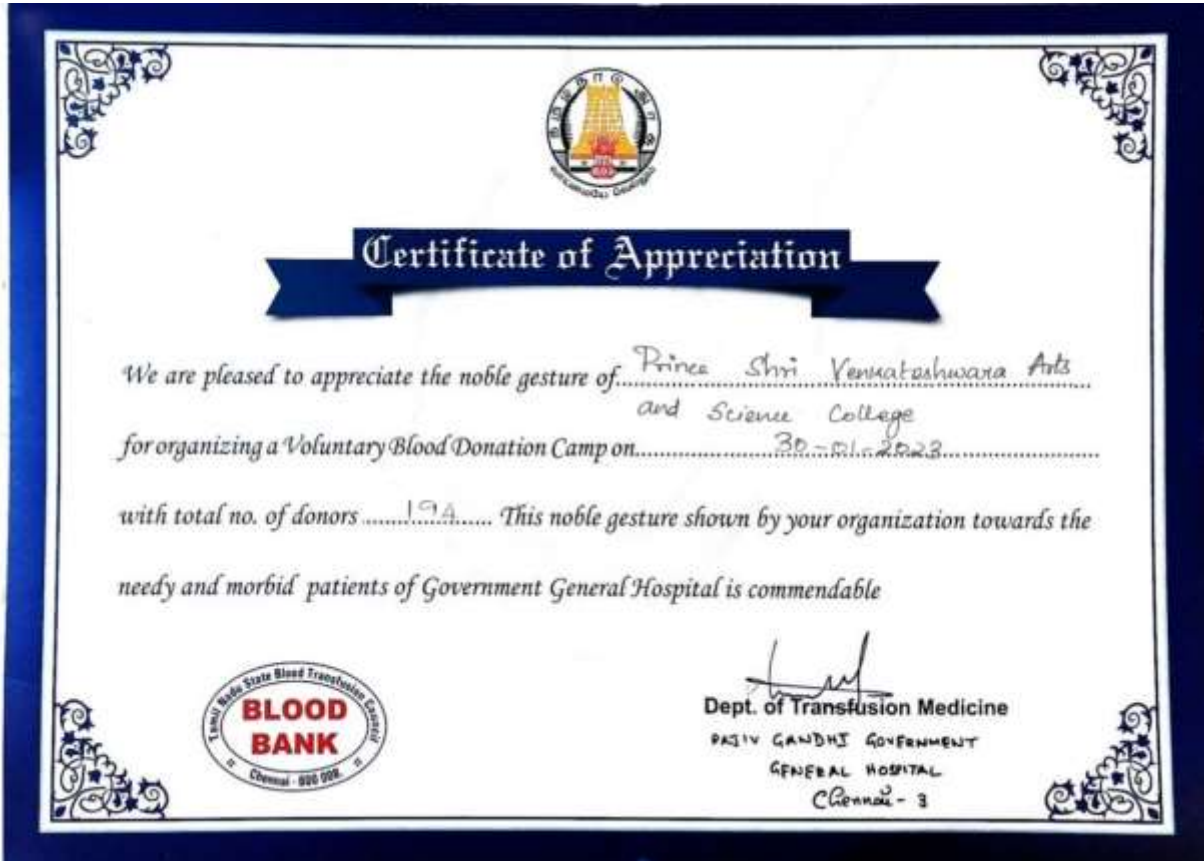 தமிழ்நாடு அரசு
வாய்மையே வெல்லும்
Certificate of Appreciation
We are pleased to appreciate the noble gesture of Prince Shri Venkateshwara Arts
and Science College
for organizing a Voluntary Blood Donation Camp on 30-01-2023
with total no. of donors 194 This noble gesture shown by your organization towards the
needy and morbid patients of Government General Hospital is commendable
Tamil Nadu State Blood Transfusion Council
BLOOD
BANK
Chennai - 600 008.
Dept. of Transfusion Medicine
RAJIV GANDHI GOVERNMENT
GENERAL HOSPITAL
Chennai - 3